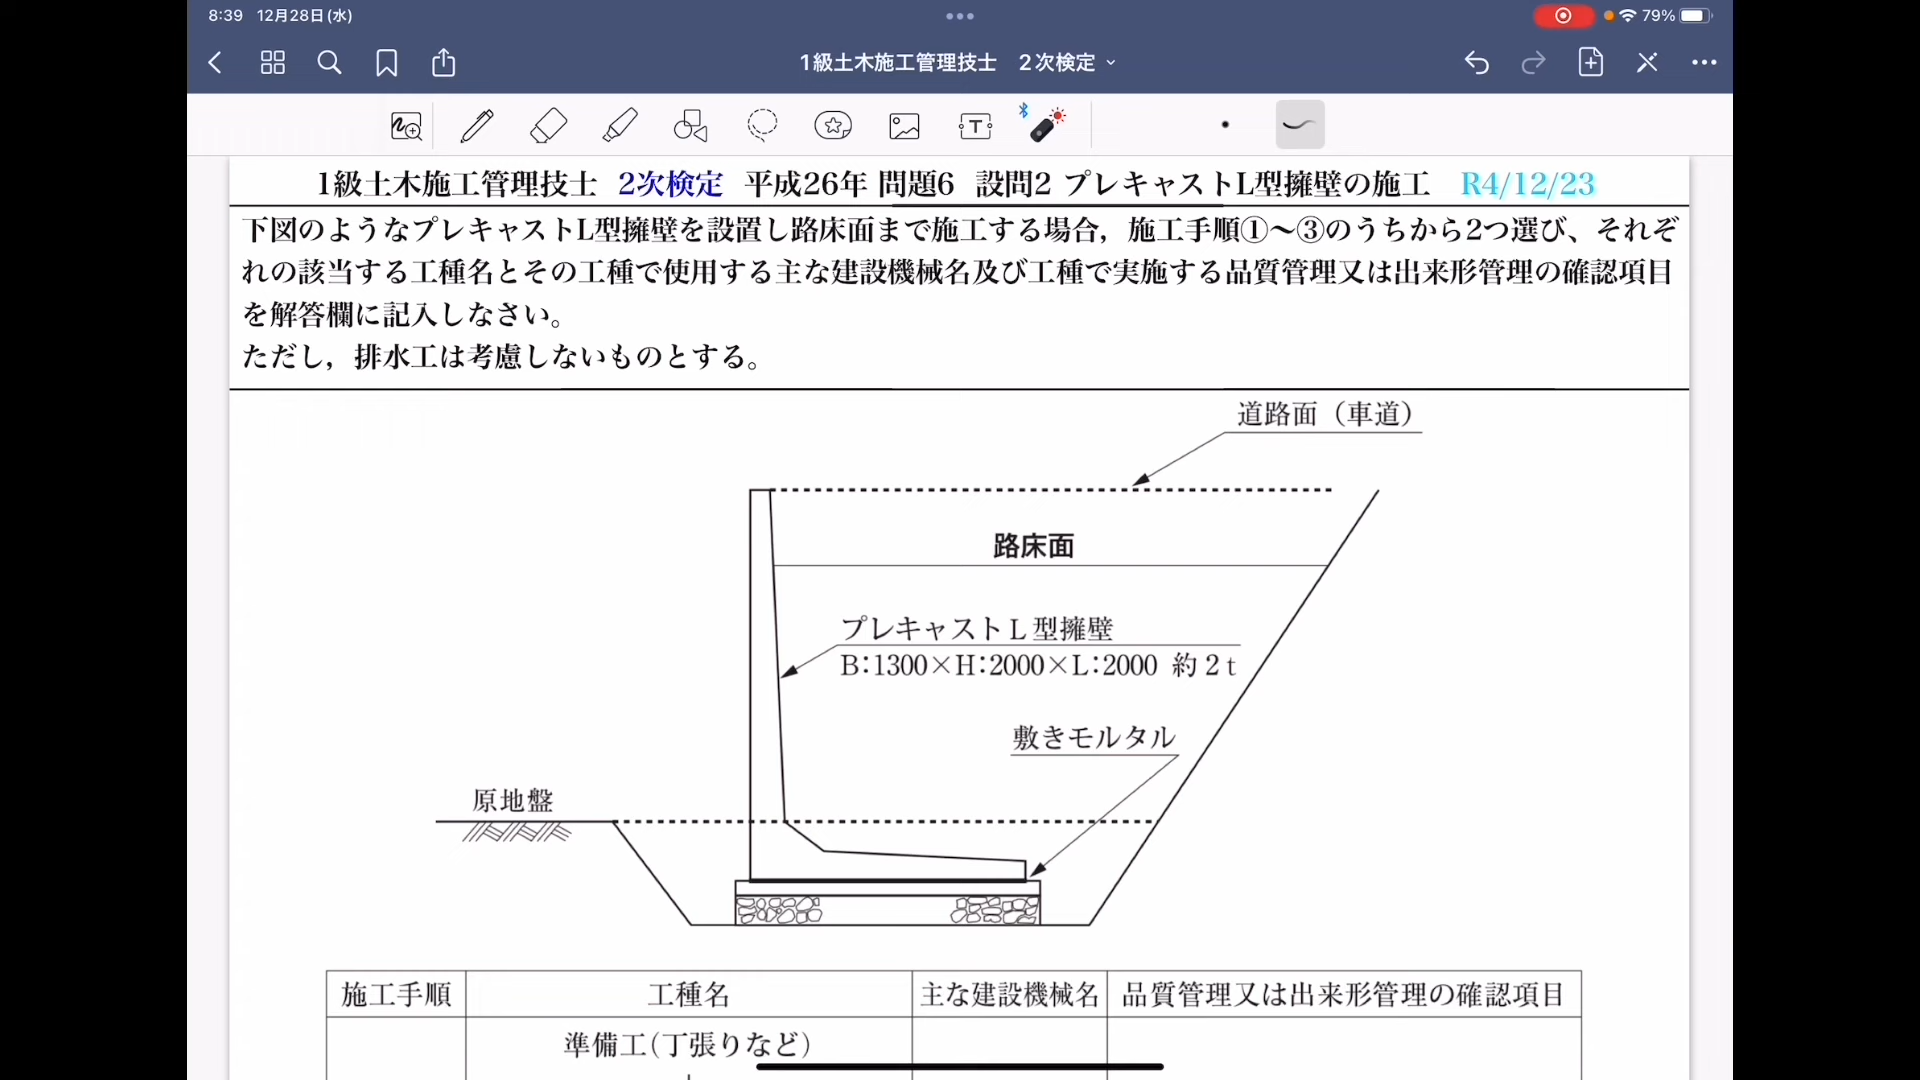 8:39 12月28日(水)
79%
1級土木施工管理技士 2次検定
T
1級土木施工管理技士 2次検定 平成26年 問題6 設問2 プレキャストL型擁壁の施工 R4/12/23
下図のようなプレキャストL型擁壁を設置し路床面まで施工する場合，施工手順①〜③のうちから2つ選び、それぞ
れの該当する工種名とその工種で使用する主な建設機械名及び工種で実施する品質管理又は出来形管理の確認項目
を解答欄に記入しなさい。
ただし，排水工は考慮しないものとする。
道路面（車道）
路床面
プレキャストL型擁壁
B：1300×H：2000×L：2000 約2t
敷きモルタル
原地盤
施工手順 工種名 主な建設機械名 品質管理又は出来形管理の確認項目
準備工(丁張りなど)